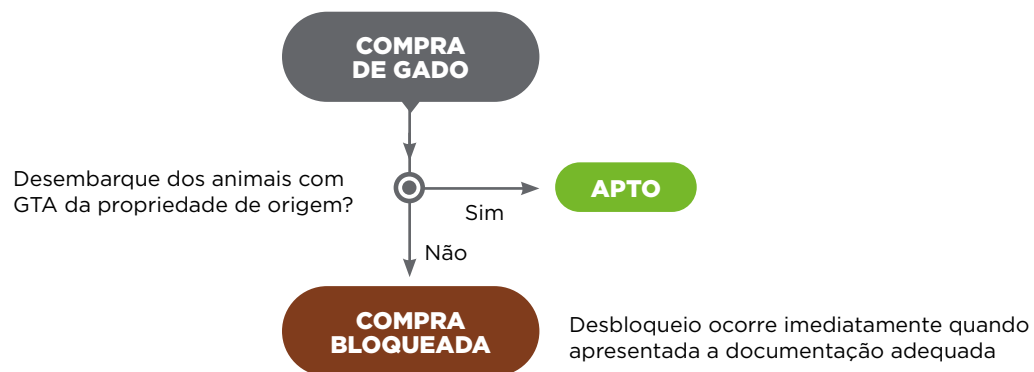 COMPRA
DE GADO
Desembarque dos animais com
GTA da propriedade de origem?
APTO
Sim
Não
COMPRA
BLOQUEADA
Desbloqueio ocorre imediatamente quando
apresentada a documentação adequada